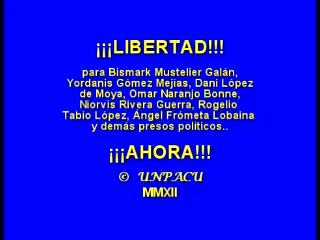 ¡¡¡LIBERTAD!!!
para Bismark Mustelier Galán,
Yordanis Gómez Mejías, Dani López
de Moya, Omar Naranjo Bonne,
Niorvis Rivera Guerra, Rogelio
Tabío López, Ángel Frómeta Lobaina
y demás presos políticos..
¡¡¡AHORA!!!
© UNPACU
MMXII